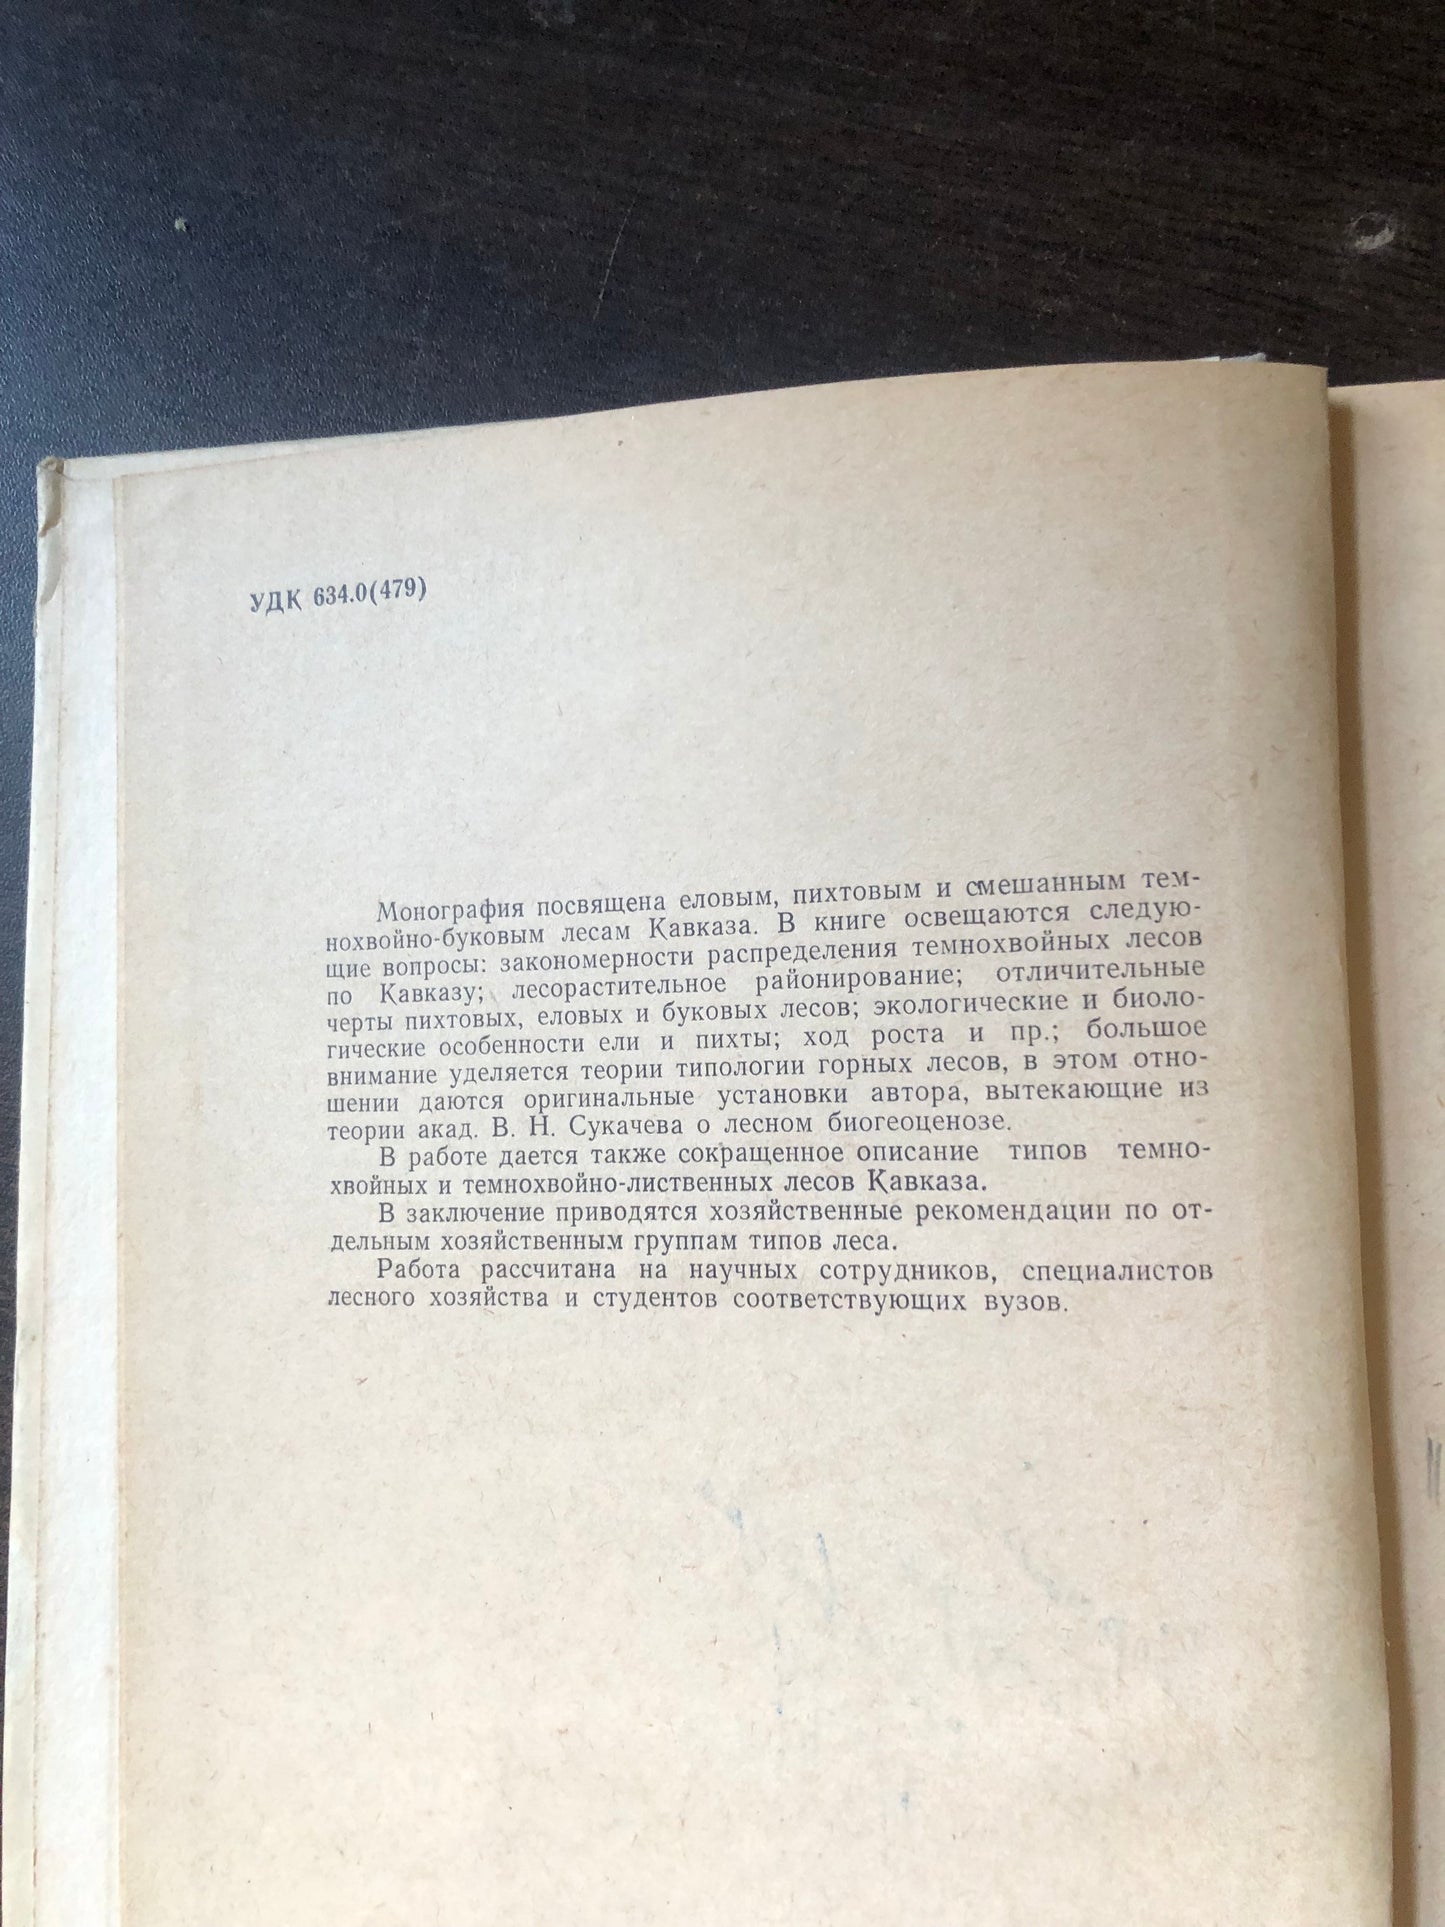 УДК 634.0(479)
Монография посвящена еловым, пихтовым и смешанным тем-
нохвойно-буковым лесам Кавказа. В книге освещаются следую-
щие вопросы: закономерности распределения темнохвойных лесов
по Кавказу; лесорастительное районирование; отличительные
черты пихтовых, еловых и буковых лесов; экологические и биоло-
гические особенности ели и пихты; ход роста и пр.; большое
внимание уделяется теории типологии горных лесов, в этом отно-
шении даются оригинальные установки автора, вытекающие из
теории акад. В. Н. Сукачева о лесном биогеоценозе.
В работе дается также сокращенное описание типов темно-
хвойных и темнохвойно-лиственных лесов Кавказа.
В заключение приводятся хозяйственные рекомендации по от-
дельным хозяйственным группам типов леса.
Работа рассчитана на научных сотрудников, специалистов
лесного хозяйства и студентов соответствующих вузов.